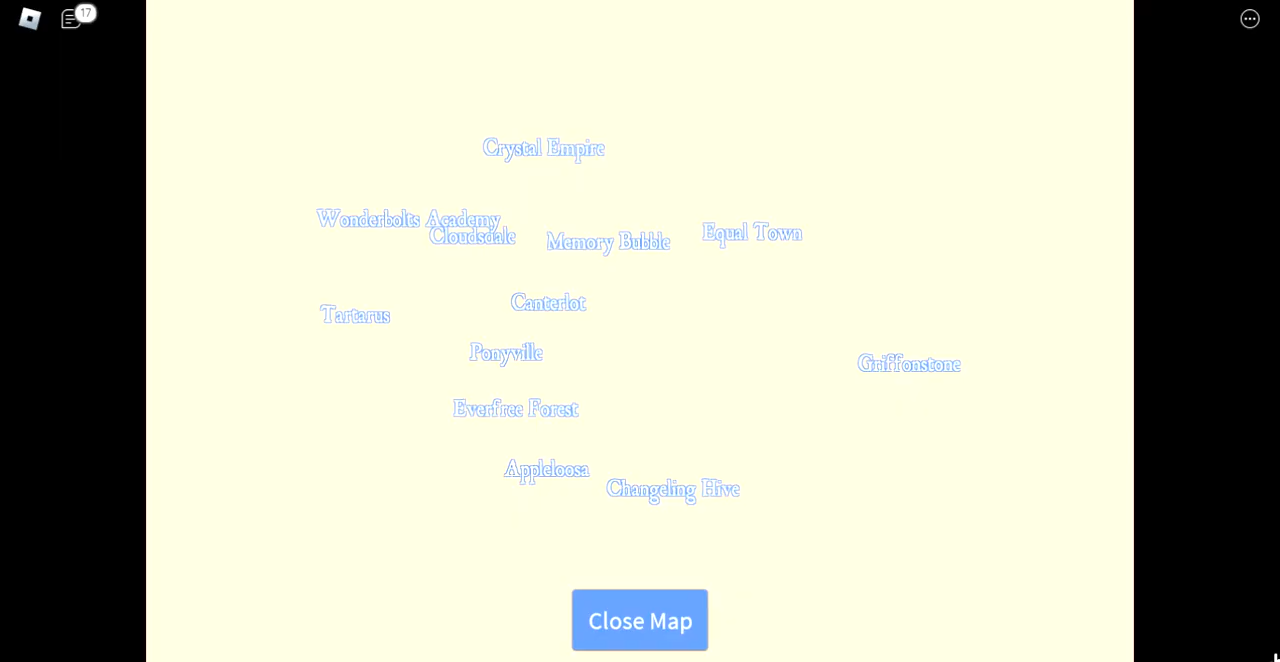 17
Crystal Empire
Wonderbolts Academy
Cloudsdale
Memory Bubble
Equal Town
Canterlot
Tartarus
Ponyville
Griffonstone
Everfree Forest
Appleloosa
Changeling Hive
Close Map